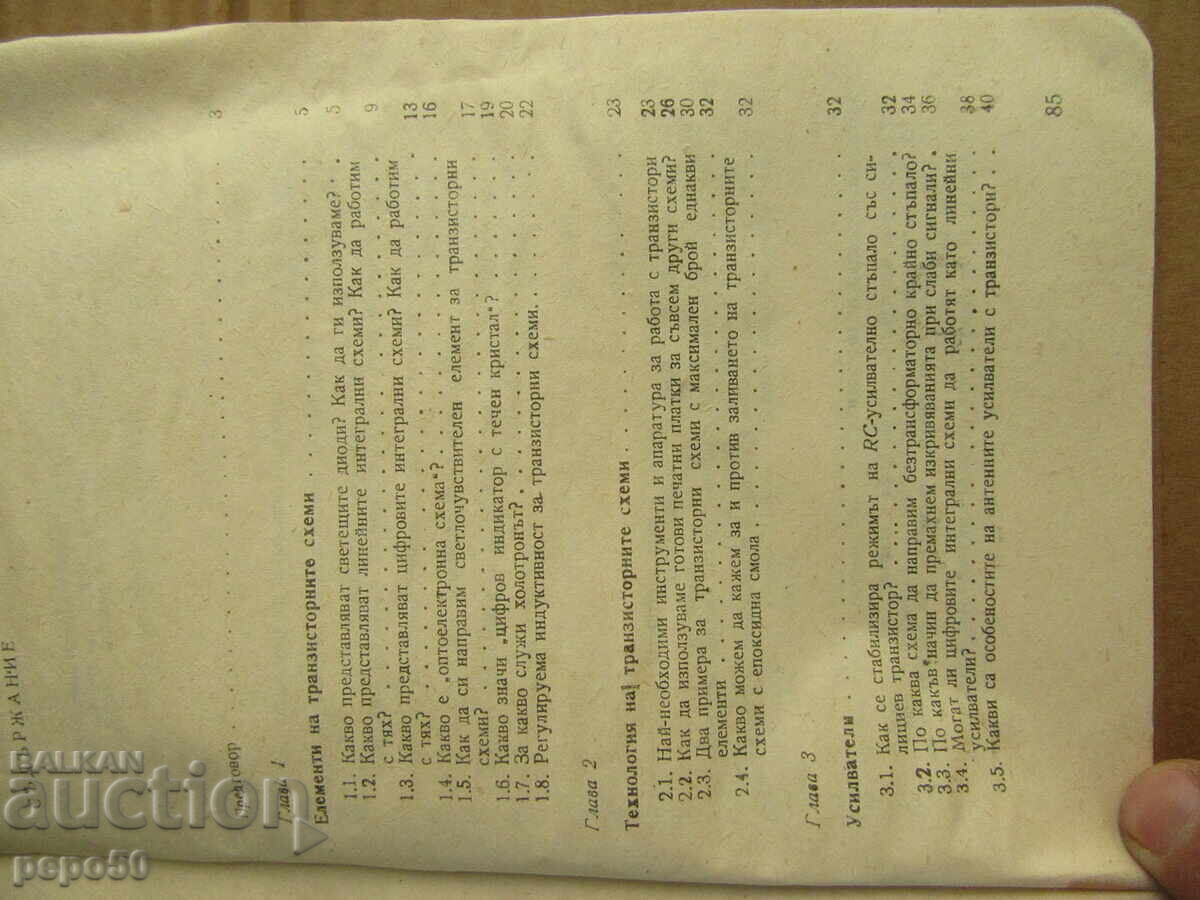 СЪДЪРЖАНИЕ
Предговор . . . . . . . . . . . . 3
Глава 1
Елементи на транзисторните схеми . . . . . . . . . . . . 5
1.1. Какво представляват светещите диоди? Как да ги използуваме? . . 5
1.2. Какво представляват линейните интегрални схеми? Как да работим
с тях? . . . . . . . . . . . . 9
1.3. Какво представляват цифровите интегрални схеми? Как да работим
с тях? . . . . . . . . . . . . 13
1.4. Какво е „оптоелектронна схема“? . . . . . . . . . . . . 16
1.5. Как да си направим светлочувствителен елемент за транзисторни
схеми? . . . . . . . . . . . . 17
1.6. Какво значи „цифров индикатор с течен кристал“? . . . . . . 19
1.7. За какво служи холотронът? . . . . . . . . . . . . 20
1.8. Регулируема индуктивност за транзисторни схеми. . . . . . . 22
Глава 2
Технология на транзисторните схеми . . . . . . . . . . . . 23
2.1. Най-необходими инструменти и апаратура за работа с транзистори 23
2.2. Как да използуваме готови печатни платки за съвсем други схеми? 26
2.3. Два примера за транзисторни схеми с максимален брой еднакви 30
елементи . . . . . . . . . . . . 32
2.4. Какво можем да кажем за и против заливането на транзисторните
схеми с епоксидна смола . . . . . . . . . . . . 32
Глава 3
Усилватели . . . . . . . . . . . . 32
3.1. Как се стабилизира режимът на RC-усилвателно стъпало със си-
лициев транзистор? . . . . . . . . . . . . 32
3.2. По каква схема да направим безтрансформаторно крайно стъпало? 34
3.3. По какъв начин да премахнем изкривяванията при слаби сигнали? . 36
3.4. Могат ли цифровите интегрални схеми да работят като линейни
усилватели? . . . . . . . . . . . . 38
3.5. Какви са особеностите на антенните усилватели с транзистори? . . 40
85
BALKAN
auction
pepo50